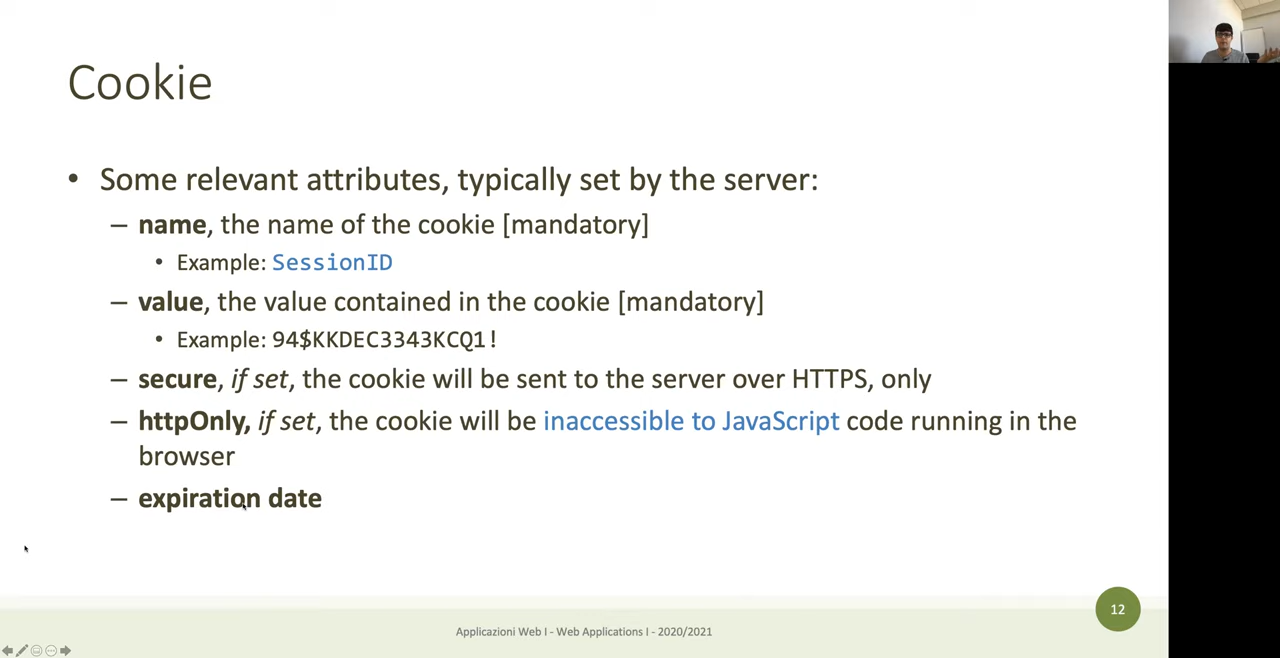 Cookie
• Some relevant attributes, typically set by the server:
– name, the name of the cookie [mandatory]
• Example: SessionID
– value, the value contained in the cookie [mandatory]
• Example: 94$KKDEC3343KCQ1!
– secure, if set, the cookie will be sent to the server over HTTPS, only
– httpOnly, if set, the cookie will be inaccessible to JavaScript code running in the
browser
– expiration date
12
Applicazioni Web I - Web Applications I - 2020/2021